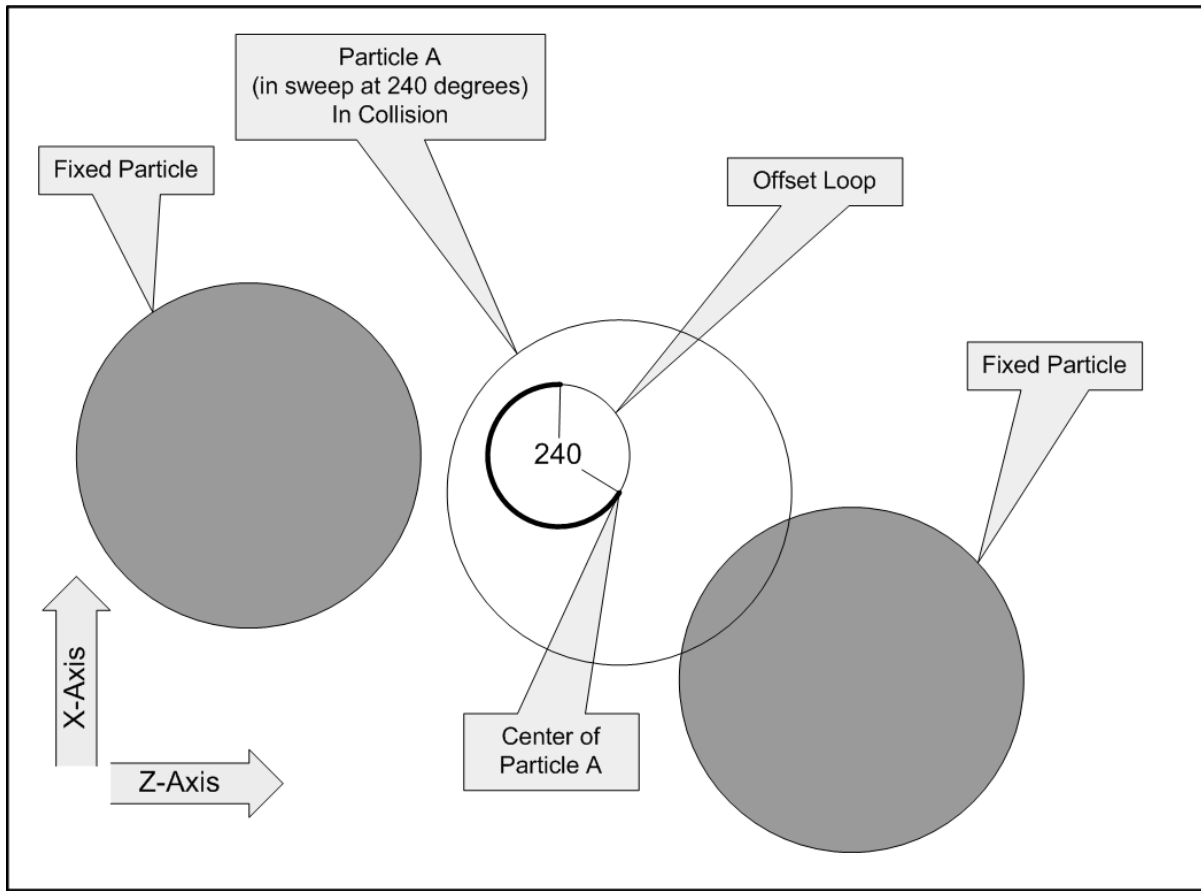 Particle A
(in sweep at 240 degrees)
In Collision
Fixed Particle
Offset Loop
Fixed Particle
240
X-Axis
Z-Axis
Center of
Particle A